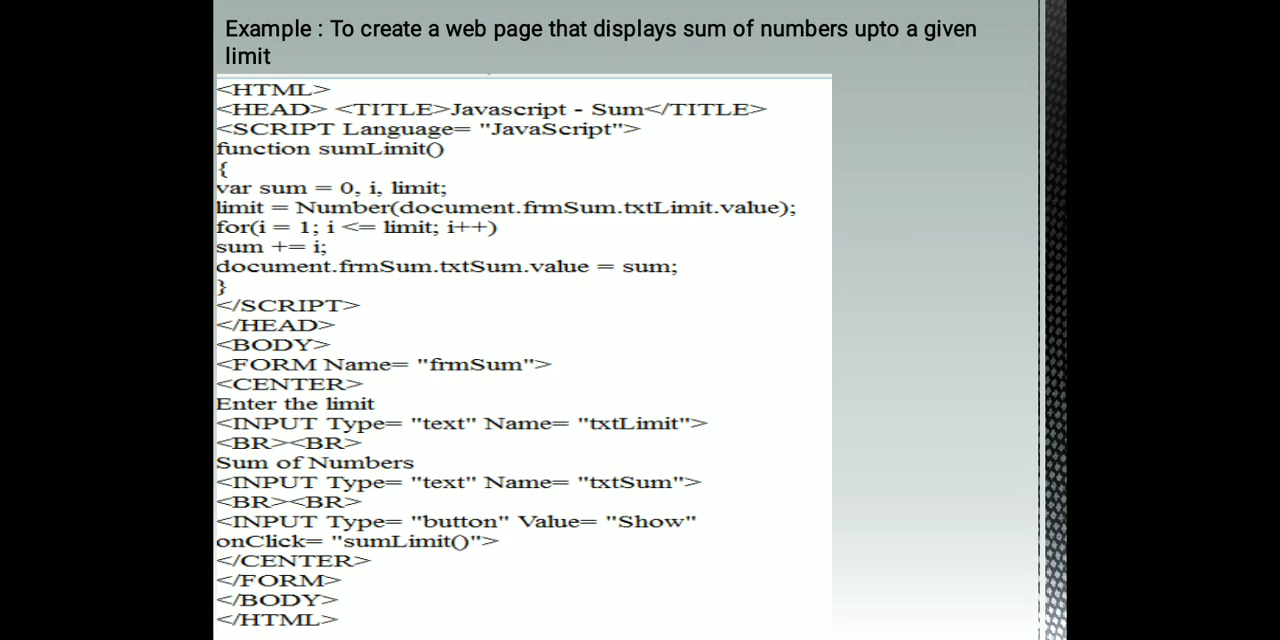 Example : To create a web page that displays sum of numbers upto a given
limit
<HTML>
<HEAD> <TITLE>Javascript - Sum</TITLE>
<SCRIPT Language= "JavaScript">
function sumLimit()
{
var sum = 0, i, limit;
limit = Number(document.frmSum.txtLimit.value);
for(i = 1; i <= limit; i++)
sum += i;
document.frmSum.txtSum.value = sum;
}
</SCRIPT>
</HEAD>
<BODY>
<FORM Name= "frmSum">
<CENTER>
Enter the limit
<INPUT Type= "text" Name= "txtLimit">
<BR><BR>
Sum of Numbers
<INPUT Type= "text" Name= "txtSum">
<BR><BR>
<INPUT Type= "button" Value= "Show"
onClick= "sumLimit()">
</CENTER>
</FORM>
</BODY>
</HTML>